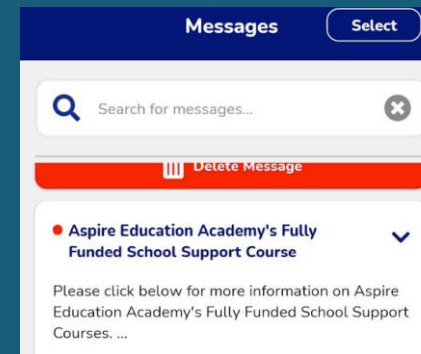 Messages
Select
Search for messages...
Delete Message
Aspire Education Academy's Fully
Funded School Support Course
Please click below for more information on Aspire
Education Academy's Fully Funded School Support
Courses. ...